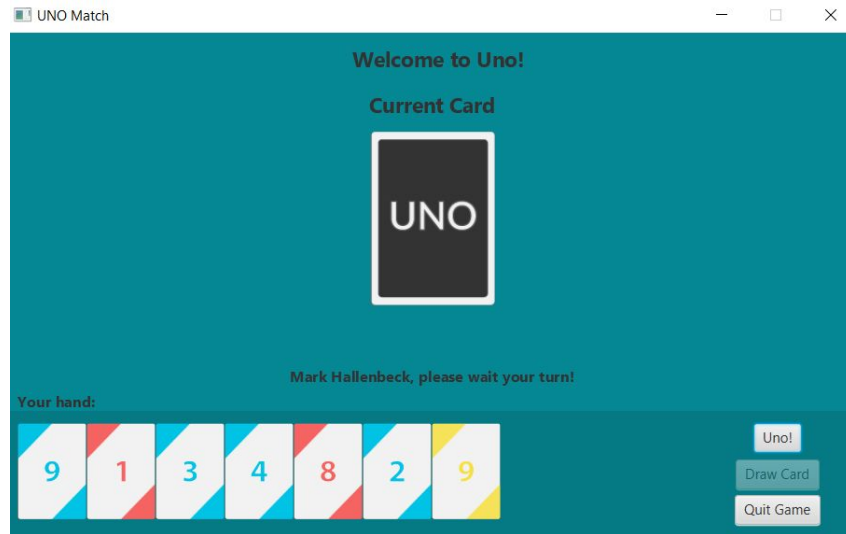 UNO Match
Welcome to Uno!
Current Card
UNO
Mark Hallenbeck, please wait your turn!
Your hand:
9 1 3 4 8 2 9
Uno!
Draw Card
Quit Game